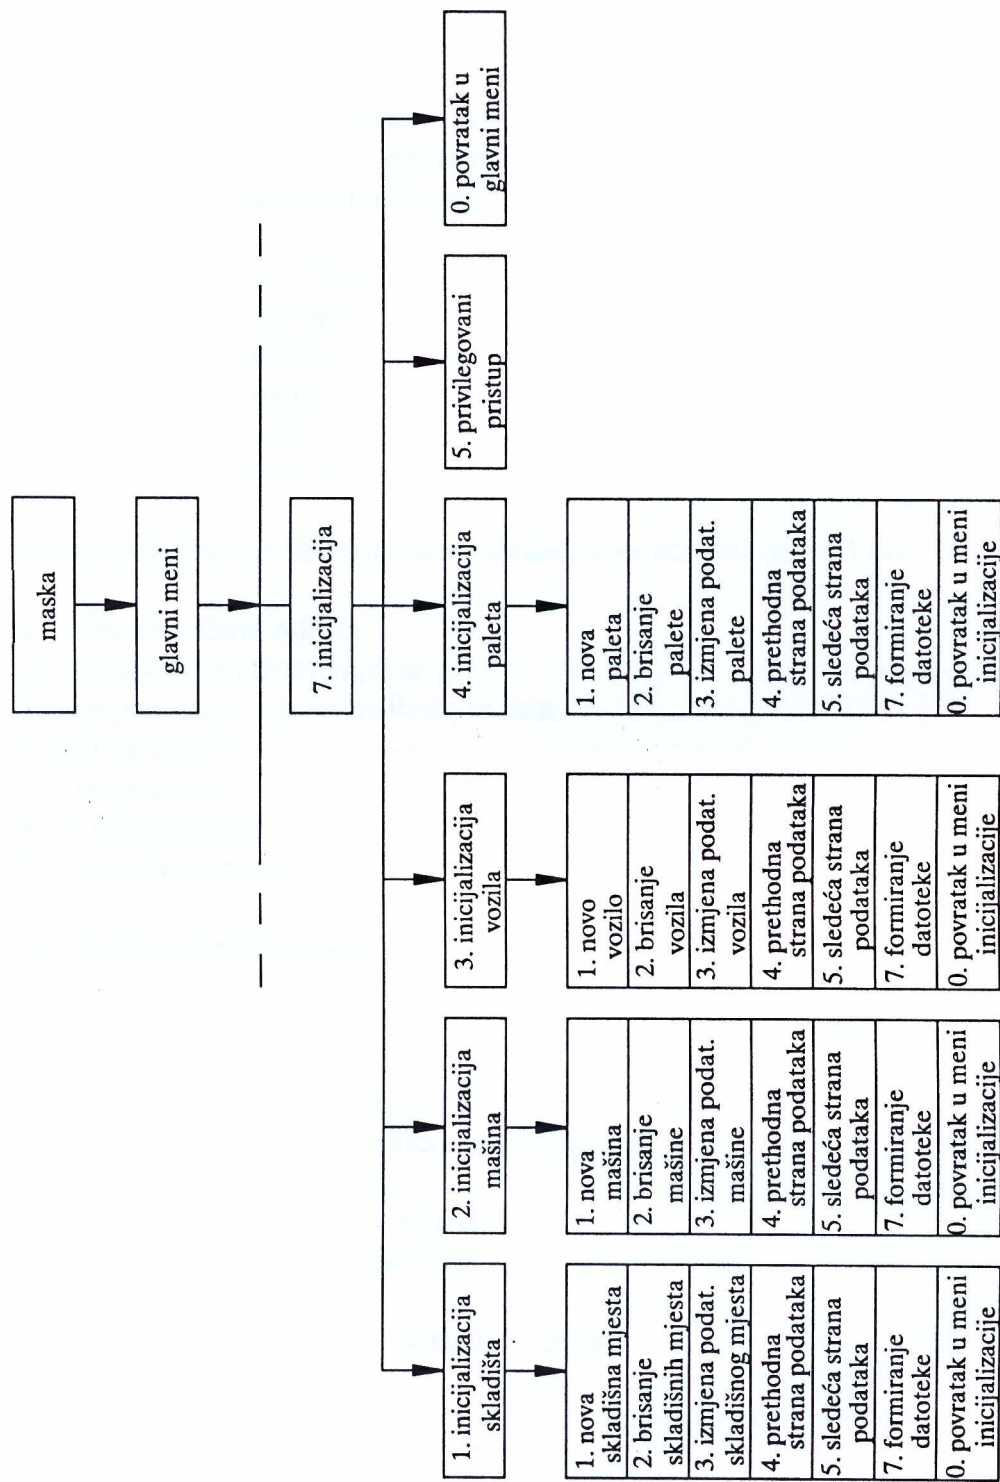 maska
glavni meni
7. inicijalizacija
1. inicijalizacija
skladišta
2. inicijalizacija
mašina
3. inicijalizacija
vozila
4. inicijalizacija
paleta
5. privilegovani
pristup
0. povratak u
glavni meni
1. nova
skladišna mjesta
2. brisanje
skladišnih mjesta
3. izmjena podat.
skladišnog mjesta
4. prethodna
strana podataka
5. sledeća strana
podataka
7. formiranje
datoteke
0. povratak u meni
inicijalizacije
1. nova
mašina
2. brisanje
mašine
3. izmjena podat.
mašine
4. prethodna
strana podataka
5. sledeća strana
podataka
7. formiranje
datoteke
0. povratak u meni
inicijalizacije
1. novo
vozilo
2. brisanje
vozila
3. izmjena podat.
vozila
4. prethodna
strana podataka
5. sledeća strana
podataka
7. formiranje
datoteke
0. povratak u meni
inicijalizacije
1. nova
paleta
2. brisanje
palete
3. izmjena podat.
palete
4. prethodna
strana podataka
5. sledeća strana
podataka
7. formiranje
datoteke
0. povratak u meni
inicijalizacije